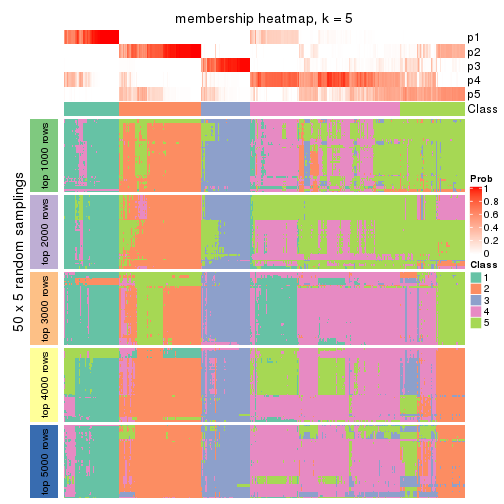 membership heatmap, k = 5
p1
p2
p3
p4
p5
Class
50 x 5 random samplings
top 1000 rows
top 2000 rows
top 3000 rows
top 4000 rows
top 5000 rows
Prob
1
0.8
0.6
0.4
0.2
0
Class
1
2
3
4
5